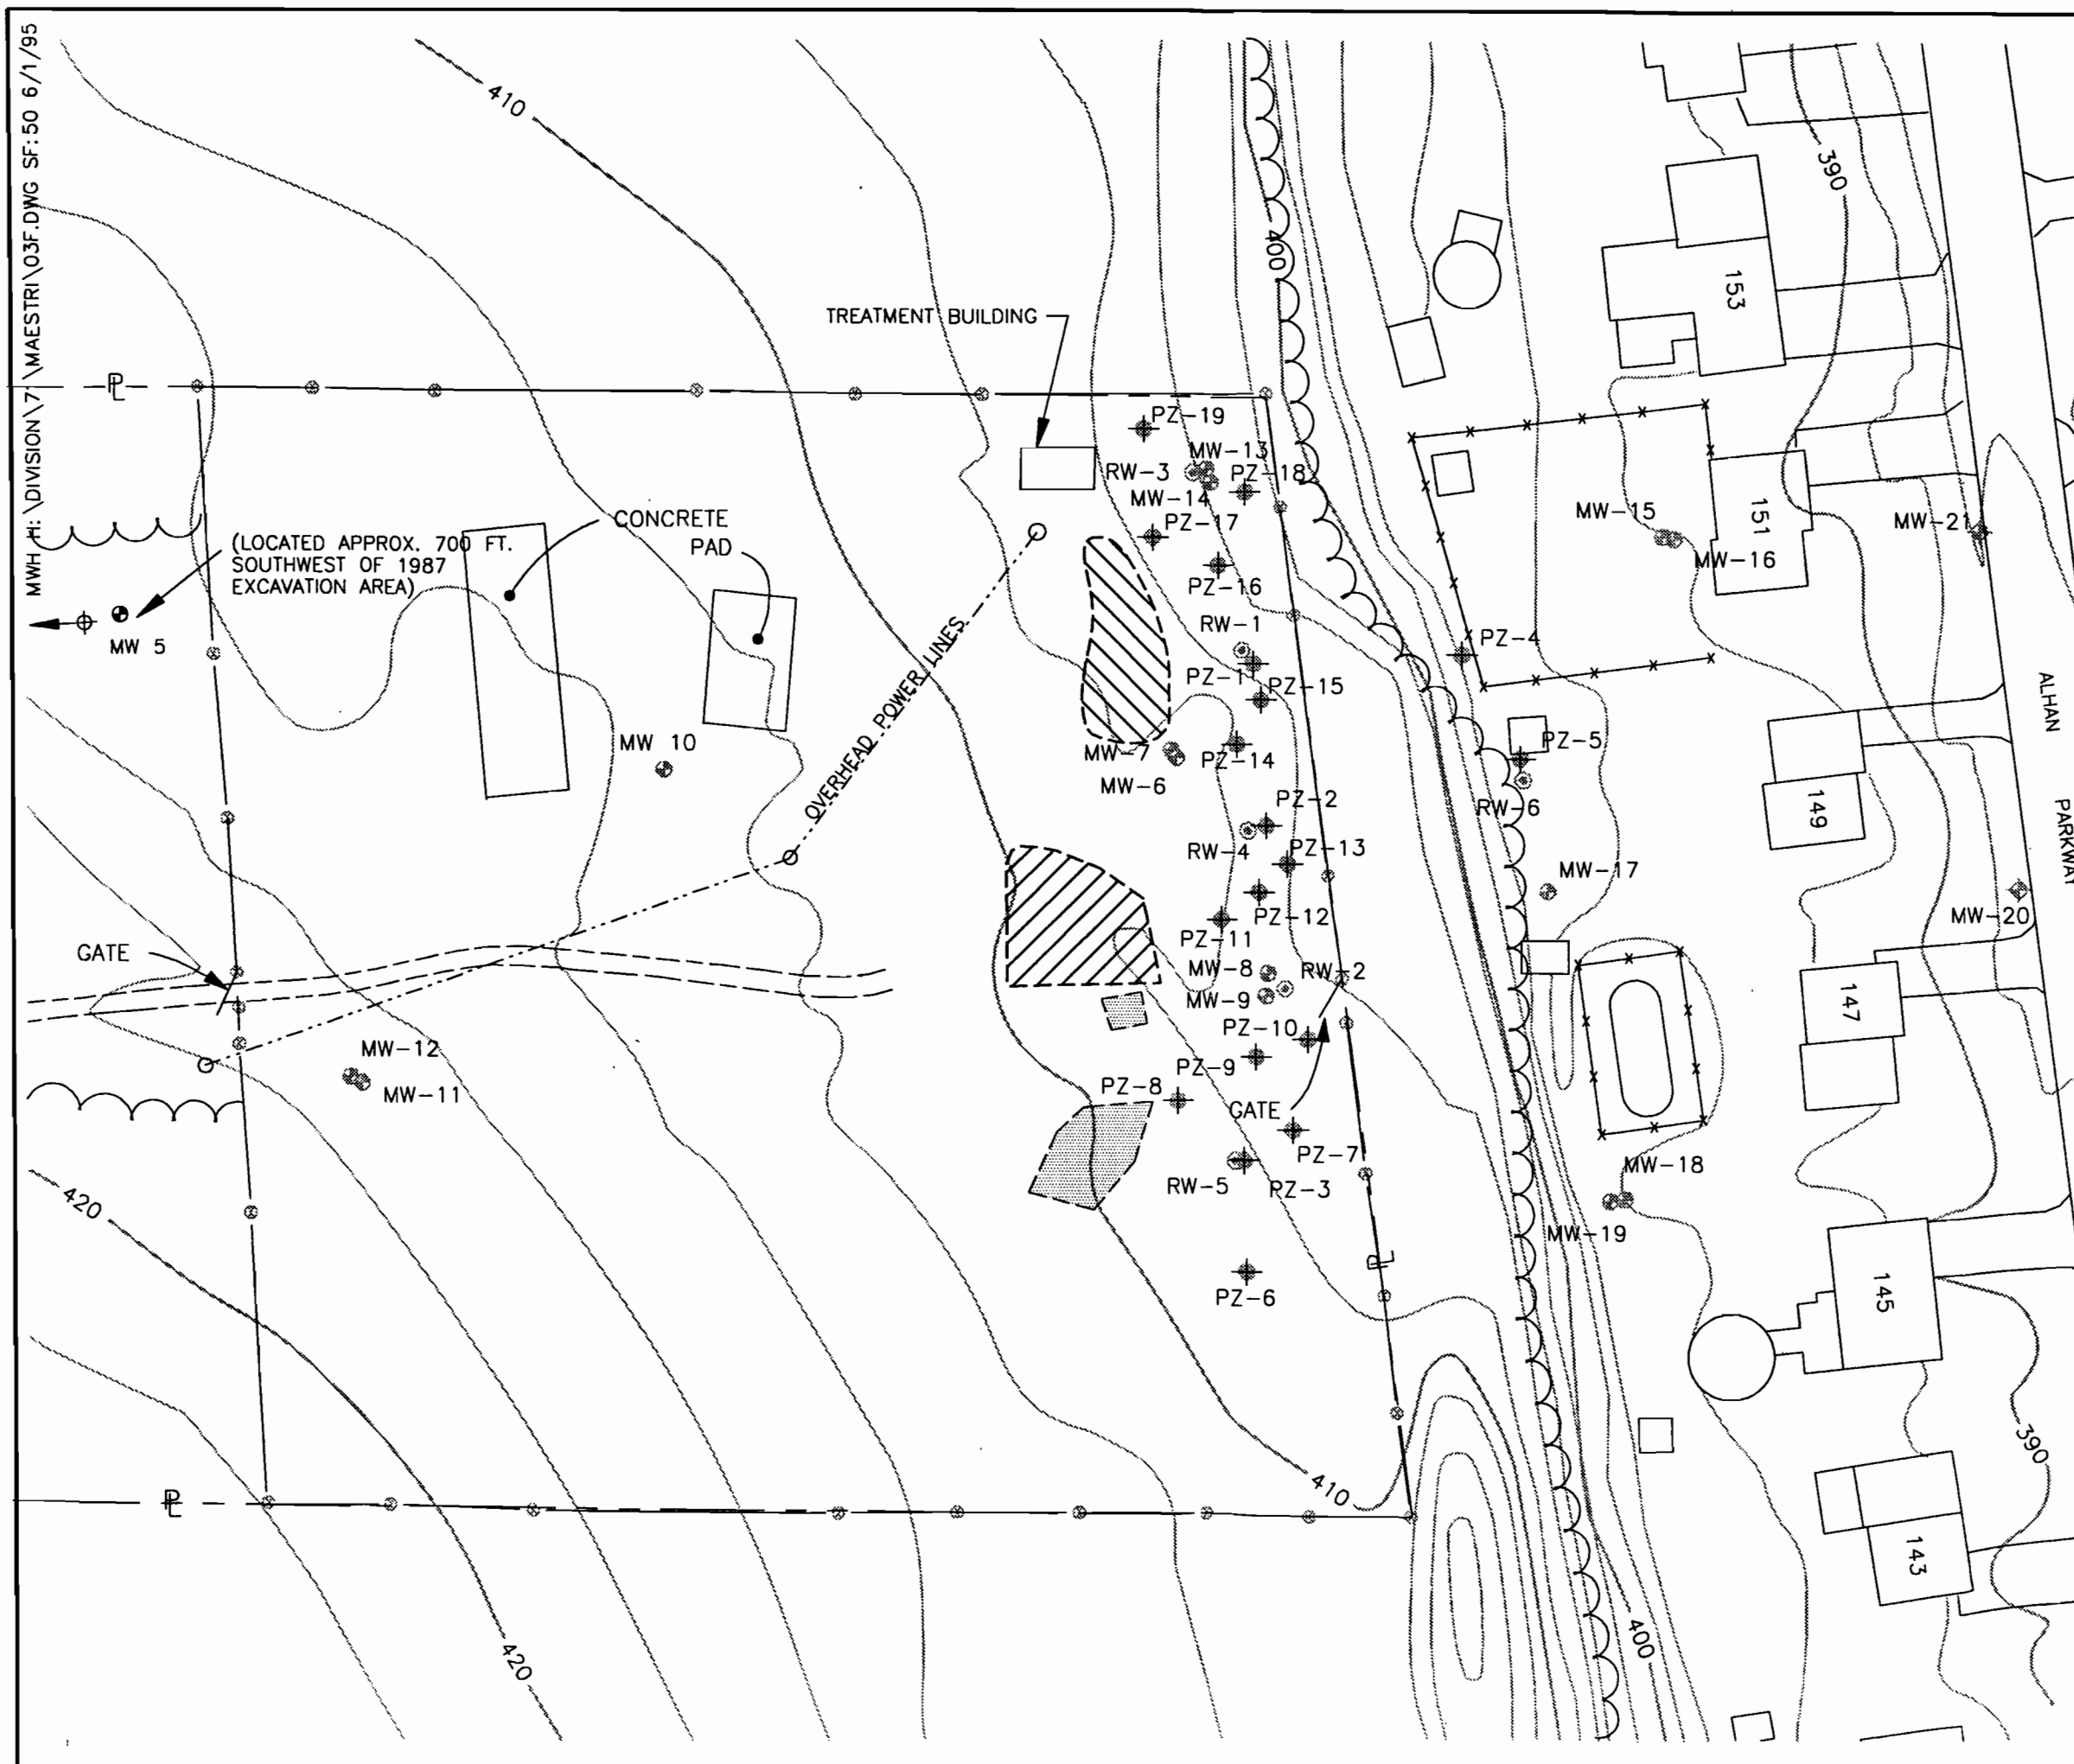 MWH H:\DIVISION\7\MAESTRI\03F.DWG SF:50 6/1/95
410
390
400
153
TREATMENT BUILDING
PL
PZ-19
MW-13
RW-3
PZ-18
MW-14
PZ-17
CONCRETE
PAD
(LOCATED APPROX. 700 FT.
SOUTHWEST OF 1987
EXCAVATION AREA)
MW-15
151
MW-21
MW-16
PZ-16
RW-1
MW 5
PZ-4
PZ-1
PZ-15
OVERHEAD POWER LINES
ALHAN
PARKWAY
MW 10
MW-7
PZ-14
PZ-5
MW-6
PZ-2
RW-6
149
RW-4
PZ-13
MW-17
PZ-12
MW-20
PZ-11
GATE
MW-8
RW-2
MW-9
147
PZ-10
MW-12
PZ-9
MW-11
PZ-8
GATE
PZ-7
MW-18
420
RW-5
PZ-3
MW-19
PL
145
PZ-6
390
410
PL
143
400
420